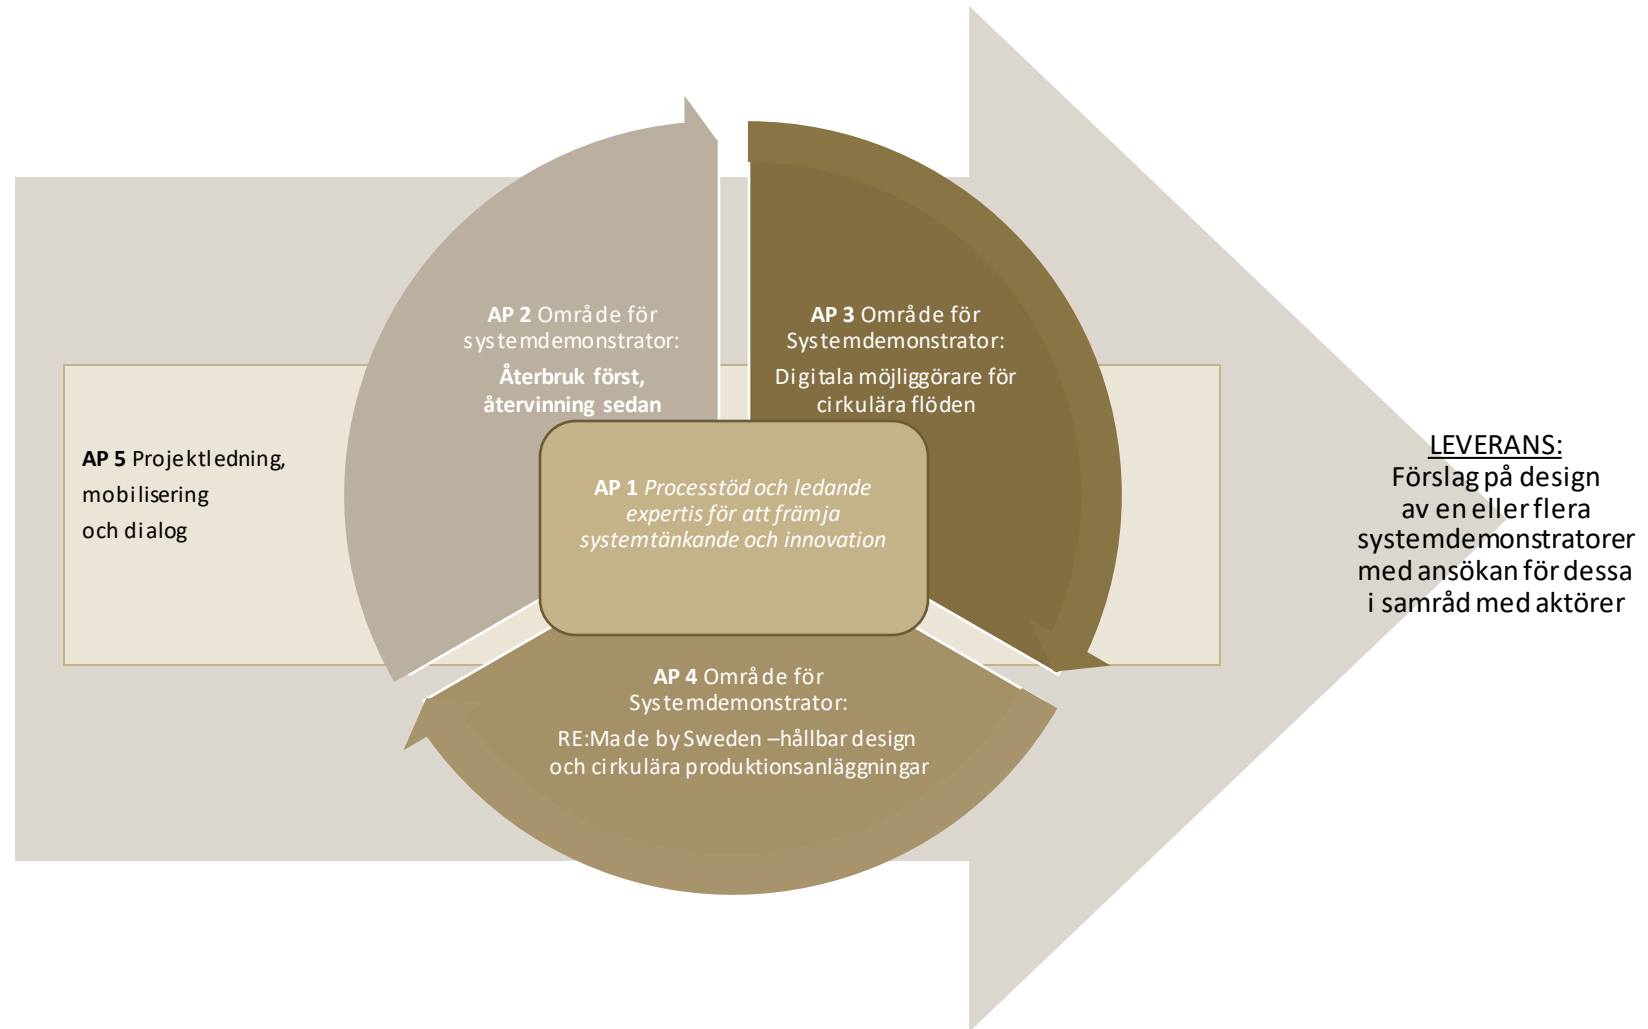 AP 2 Område för
systemdemonstrator:
Återbruk först,
återvinning sedan
AP 3 Område för
Systemdemonstrator:
Digitala möjliggörare för
cirkulära flöden
AP 5 Projektledning,
mobilisering
och dialog
AP 1 Processtöd och ledande
expertis för att främja
systemtänkande och innovation
LEVERANS:
Förslag på design
av en eller flera
systemdemonstratorer
med ansökan för dessa
i samråd med aktörer
AP 4 Område för
Systemdemonstrator:
RE:Made by Sweden –hållbar design
och cirkulära produktionsanläggningar